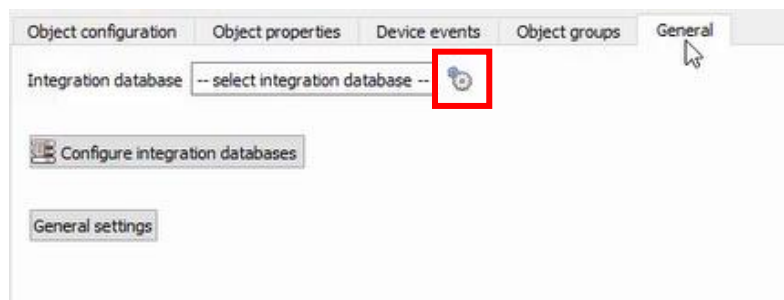 Object configuration Object properties Device events Object groups General
Integration database -- select integration database --
Configure integration databases
General settings